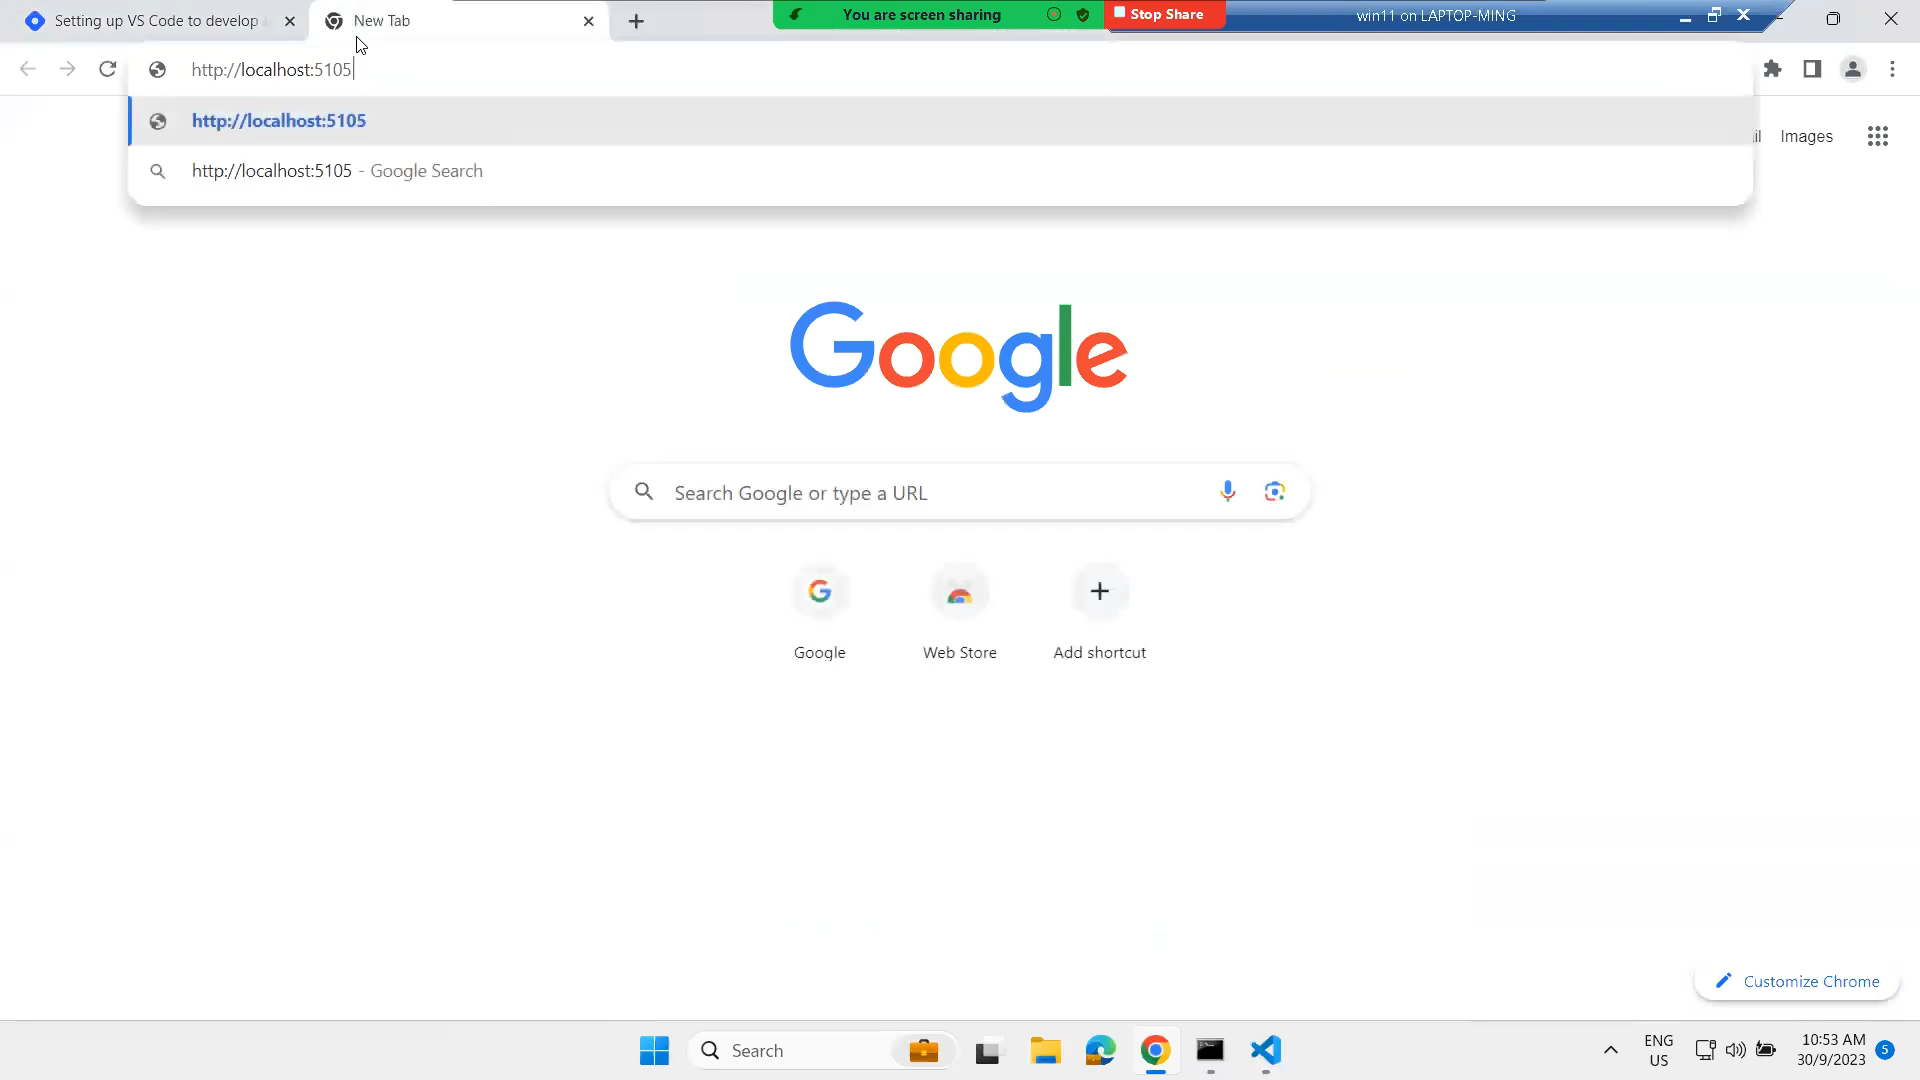 Setting up VS Code to develop
New Tab
You are screen sharing
Stop Share
win11 on LAPTOP-MING
http://localhost:5105
http://localhost:5105
http://localhost:5105 - Google Search
Images
Google
Search Google or type a URL
Google
Web Store
Add shortcut
Customize Chrome
Search
ENG
US
10:53 AM
30/9/2023
5